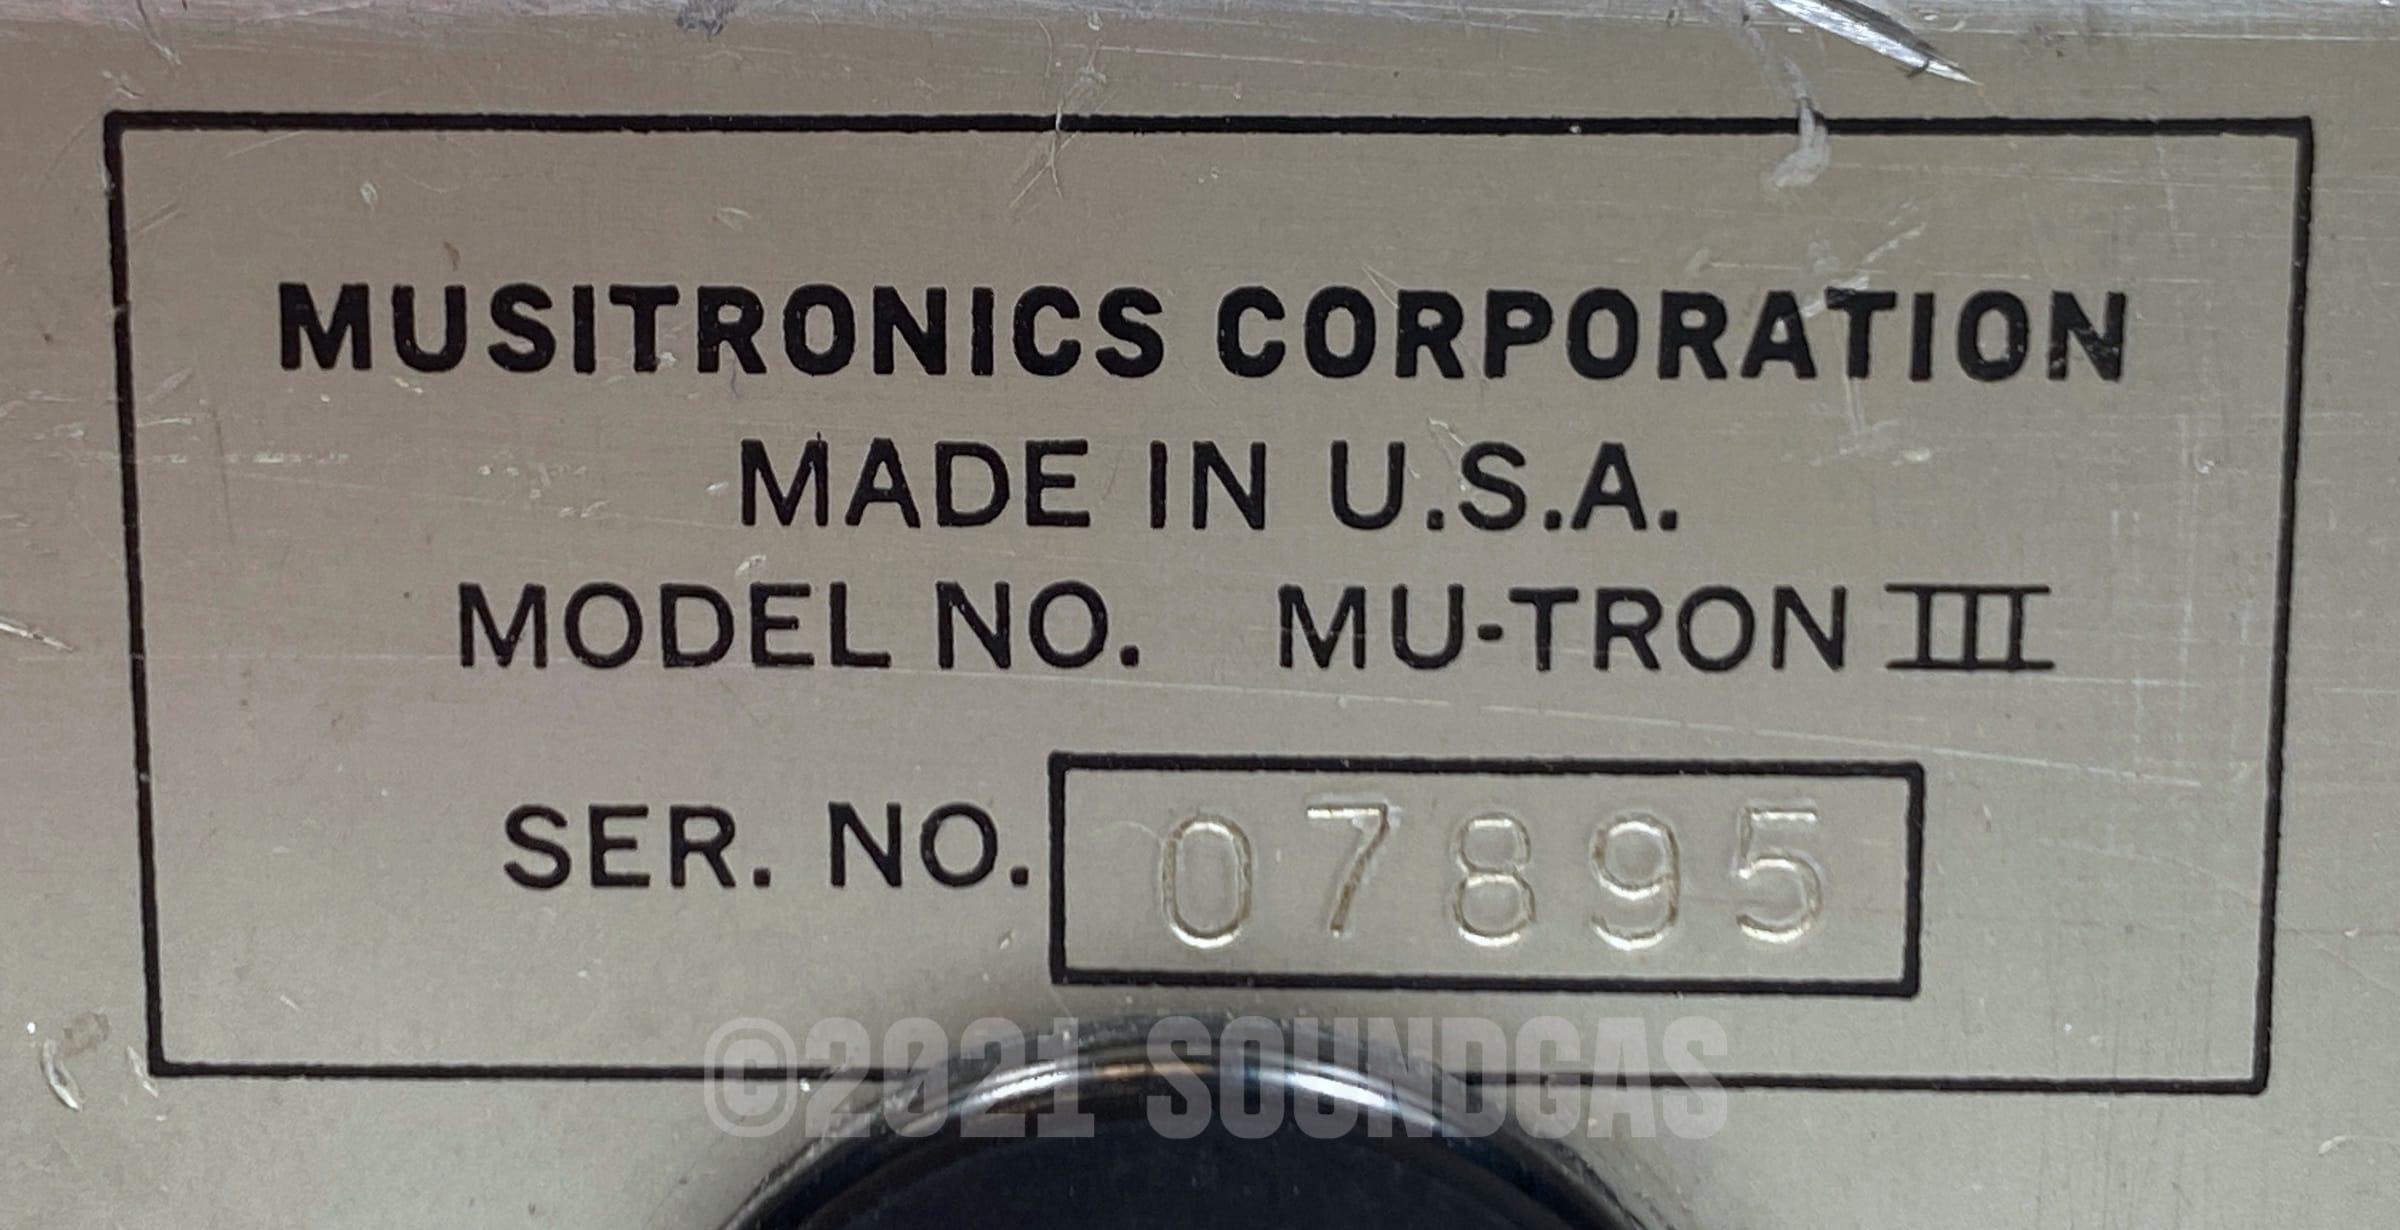 MUSITRONICS CORPORATION
MADE IN U.S.A.
MODEL NO. MU-TRON III
SER. NO. 07895
©2021 SOUNDGAS